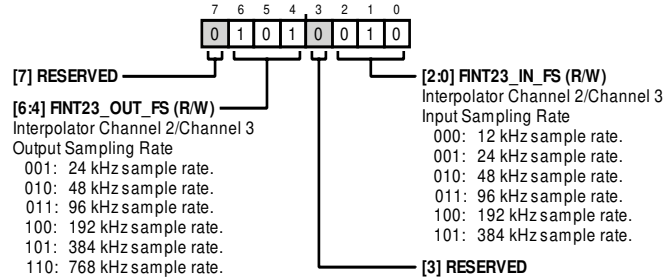 7 6 5 4 3 2 1 0
0 1 0 1 0 0 1 0
[7] RESERVED
[6:4] FINT23_OUT_FS (R/W)
Interpolator Channel 2/Channel 3
Output Sampling Rate
001: 24 kHz sample rate.
010: 48 kHz sample rate.
011: 96 kHz sample rate.
100: 192 kHz sample rate.
101: 384 kHz sample rate.
110: 768 kHz sample rate.
[2:0] FINT23_IN_FS (R/W)
Interpolator Channel 2/Channel 3
Input Sampling Rate
000: 12 kHz sample rate.
001: 24 kHz sample rate.
010: 48 kHz sample rate.
011: 96 kHz sample rate.
100: 192 kHz sample rate.
101: 384 kHz sample rate.
[3] RESERVED